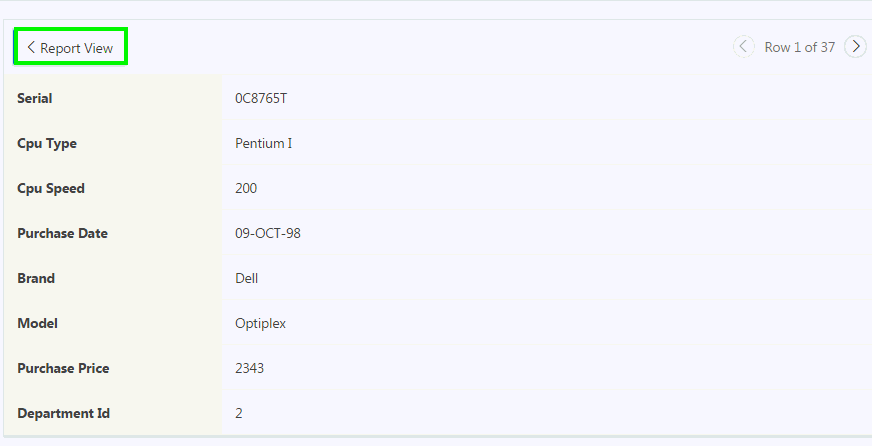 Report View
Row 1 of 37
Serial 0C8765T
Cpu Type Pentium I
Cpu Speed 200
Purchase Date 09-OCT-98
Brand Dell
Model Optiplex
Purchase Price 2343
Department Id 2